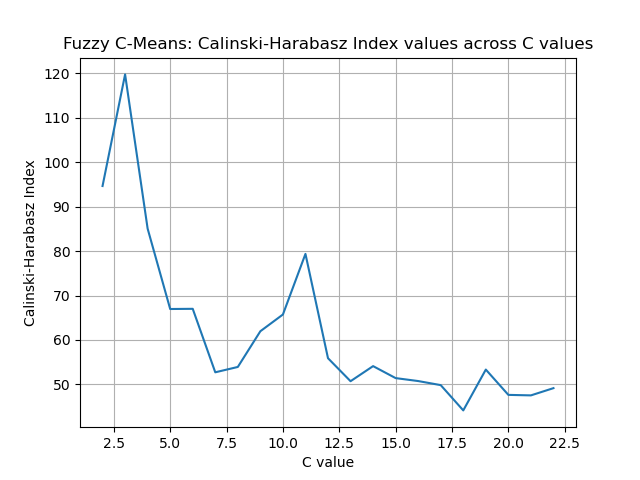 Fuzzy C-Means: Calinski-Harabasz Index values across C values
120
110
100
90
80
70
60
50
Calinski-Harabasz Index
2.5 5.0 7.5 10.0 12.5 15.0 17.5 20.0 22.5
C value